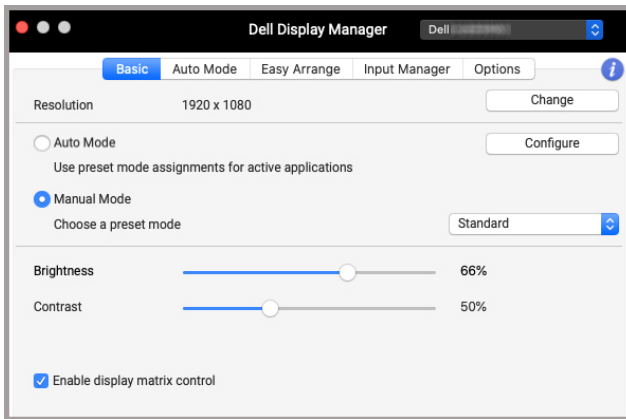 Dell Display Manager Dell
Basic Auto Mode Easy Arrange Input Manager Options i
Resolution 1920 x 1080 Change
Auto Mode Configure
Use preset mode assignments for active applications
Manual Mode
Choose a preset mode Standard
Brightness 66%
Contrast 50%
Enable display matrix control